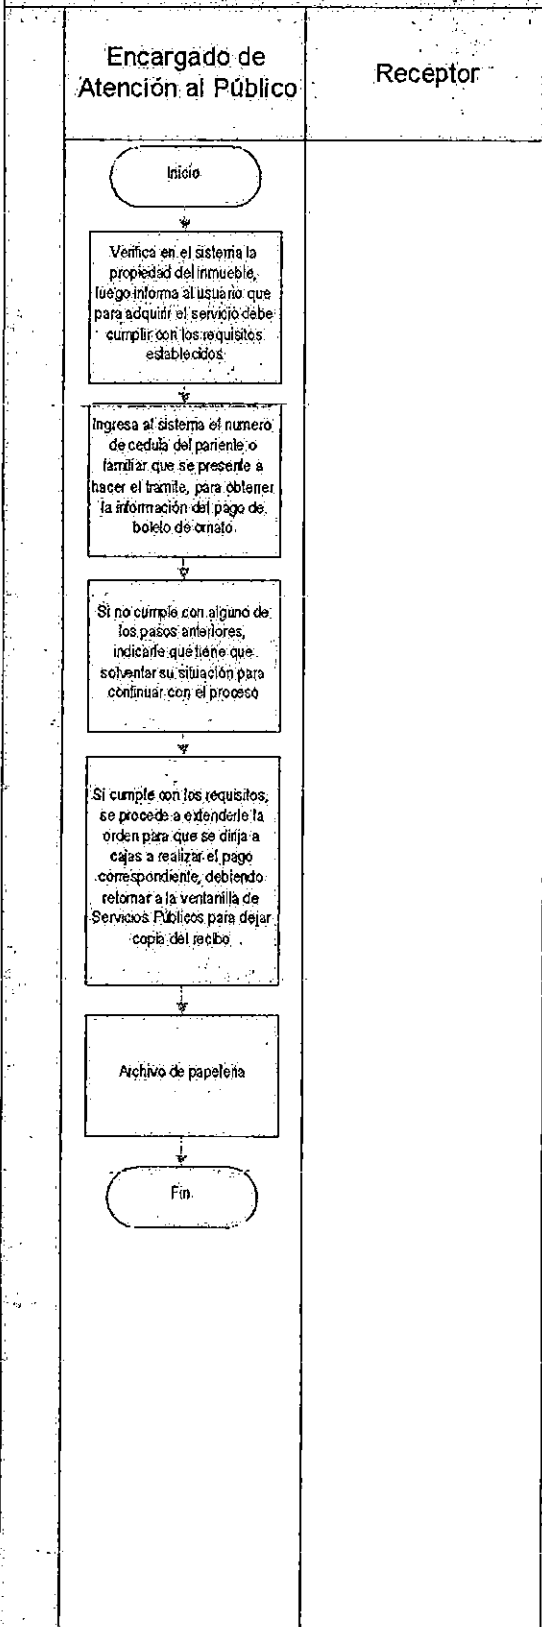 Encargado de
Atención al Público
Receptor
Inicio
Verifica en el sistema la
propiedad del inmueble,
luego informa al usuario que
para adquirir el servicio debe
cumplir con los requisitos
establecidos
Ingresa al sistema el numero
de cedula del pariente o
familiar que se presente a
hacer el tramite, para obtener
la información del pago de
boleto de ornato.
Si no cumple con alguno de
los pasos anteriores,
indicarle que tiene que
solventar su situación para
continuar con el proceso
Si cumple con los requisitos,
se procede a extenderle la
orden para que se dirija a
cajas a realizar el pago
correspondiente, debiendo
retornar a la ventanilla de
Servicios Públicos para dejar
copia del recibo.
Archivo de papeleria
Fin